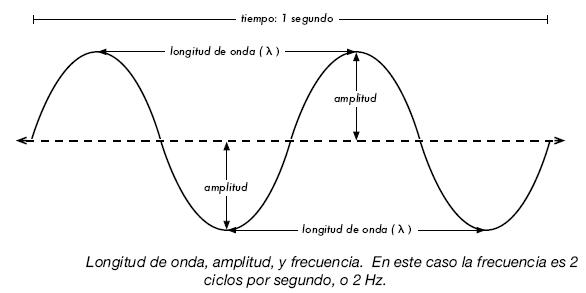 tiempo: 1 segundo
longitud de onda ( λ )
amplitud
amplitud
longitud de onda ( λ )
Longitud de onda, amplitud, y frecuencia.  En este caso la frecuencia es 2
ciclos por segundo, o 2 Hz.